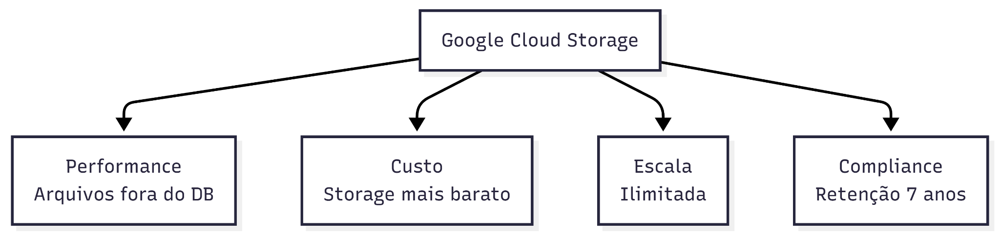 Google Cloud Storage
Performance
Arquivos fora do DB
Custo
Storage mais barato
Escala
Ilimitada
Compliance
Retenção 7 anos